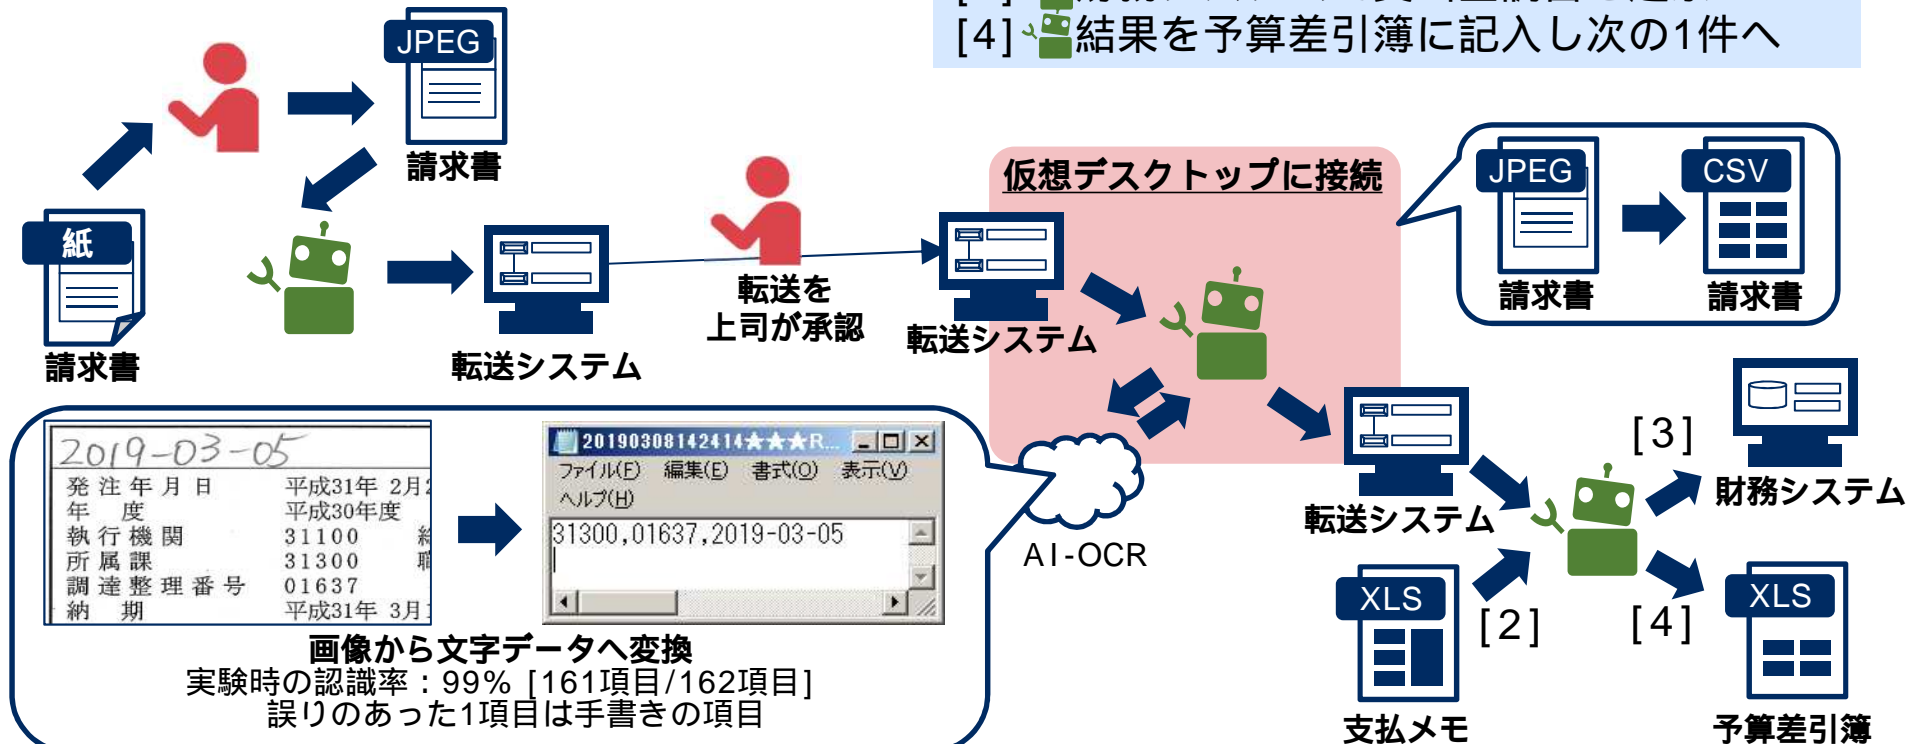 [4] 結果を予算差引簿に記入し次の1件へ
JPEG
請求書
紙
請求書
転送システム
転送を
上司が承認
仮想デスクトップに接続
転送システム
JPEG
CSV
請求書
請求書
2019-03-05
発注年月日 平成31年 2月
年 度 平成30年度
執行機関 31100
所属課 31300
調達整理番号 01637
納 期 平成31年 3月
20190308142414★★★R...
ファイル(F) 編集(E) 書式(O) 表示(V)
ヘルプ(H)
31300,01637,2019-03-05
画像から文字データへ変換
実験時の認識率：99% [161項目/162項目]
誤りのあった1項目は手書きの項目
AI-OCR
転送システム
[3]
財務システム
XLS
[2]
支払メモ
[4]
XLS
予算差引簿